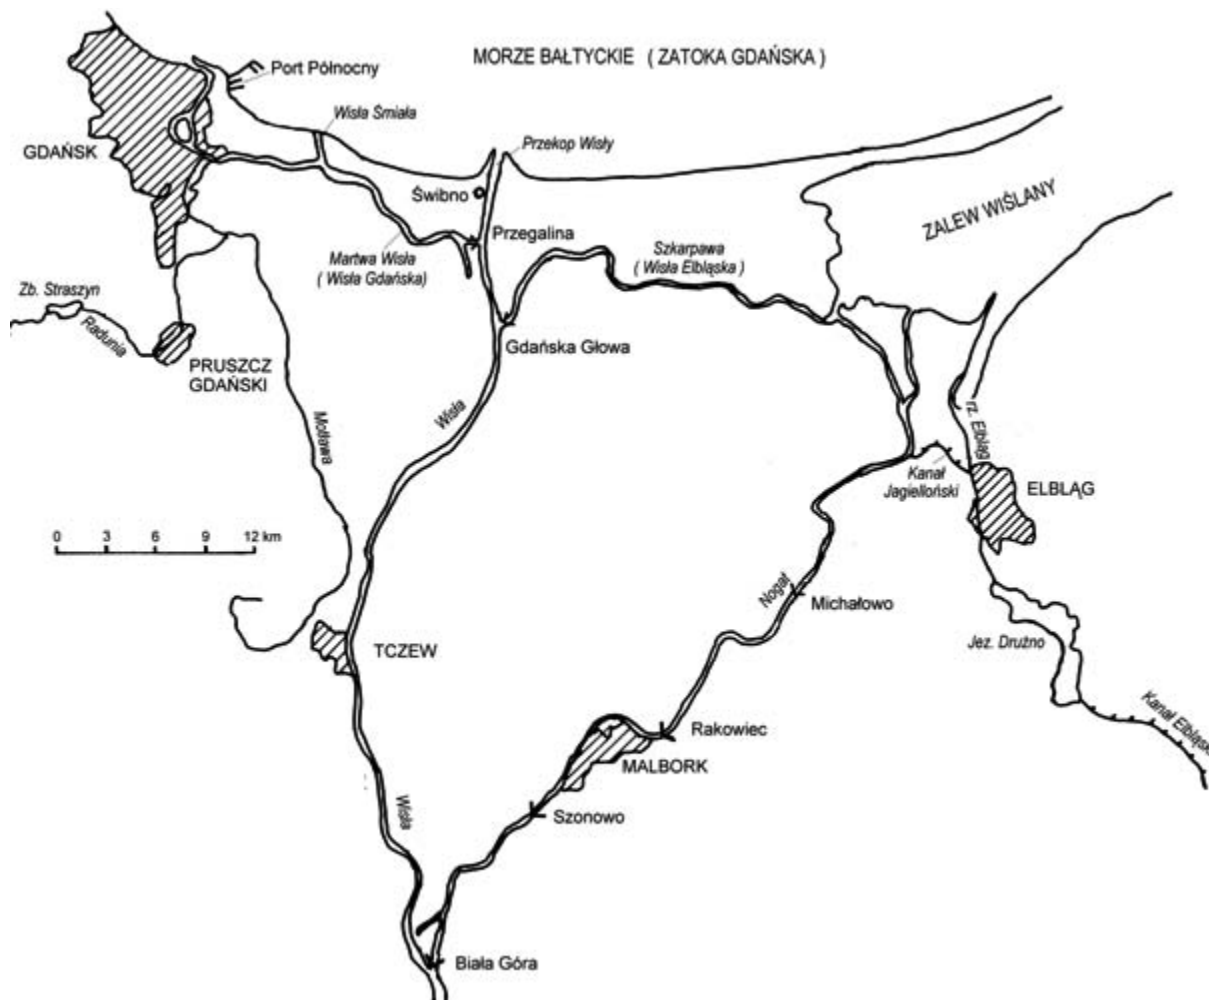 MORZE BAŁTYCKIE ( ZATOKA GDAŃSKA )
Port Północny
Wisła Śmiała
Przekop Wisły
GDAŃSK
Świbno
ZALEW WIŚLANY
Przegalina
Martwa Wisła
( Wisła Gdańska)
Szkarpawa
( Wisła Elbląska )
Zb. Straszyn
Radunia
PRUSZCZ
GDAŃSKI
Gdańska Głowa
Wisła
Motława
rz. Elbląg
Kanał
Jagielloński
ELBLĄG
0 3 6 9 12 km
Nogat
Michałowo
TCZEW
Jez. Drużno
Kanał Elbląski
Rakowiec
MALBORK
Wisła
Szonowo
Biała Góra